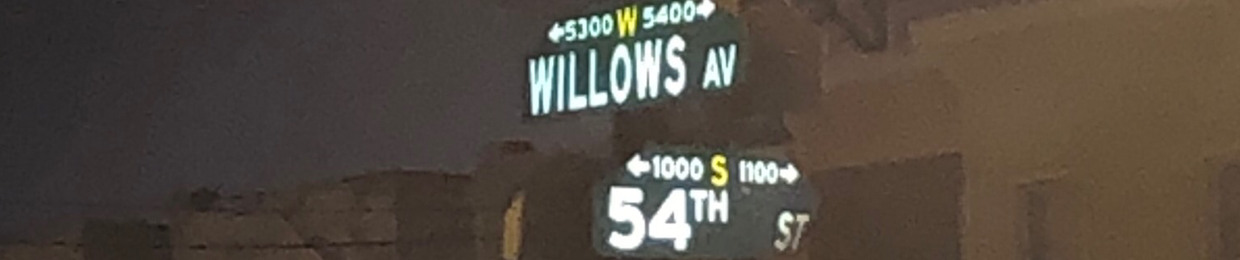 ←5300 W 5400→
WILLOWS AV
←1000 S 1100→
54TH ST